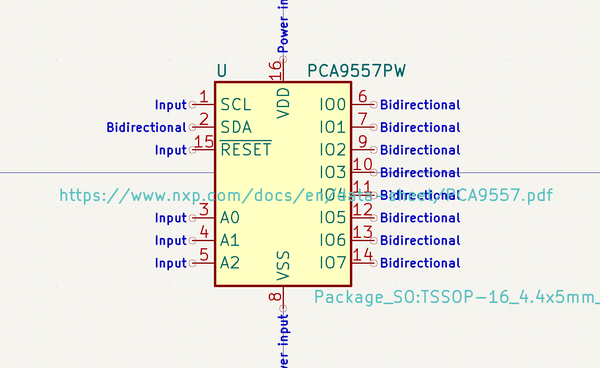 Power in
16
U PCA9557PW
VDD
Input 1 SCL IO0 6 Bidirectional
Bidirectional 2 SDA IO1 7 Bidirectional
Input 15 RESET IO2 9 Bidirectional
IO3 10 Bidirectional
IO4 11 Bidirectional
https://www.nxp.com/docs/en/data-sheet/PCA9557.pdf
Input 3 A0 IO5 12 Bidirectional
Input 4 A1 IO6 13 Bidirectional
Input 5 A2 IO7 14 Bidirectional
VSS
8
Package_SO:TSSOP-16_4.4x5mm_
wer input